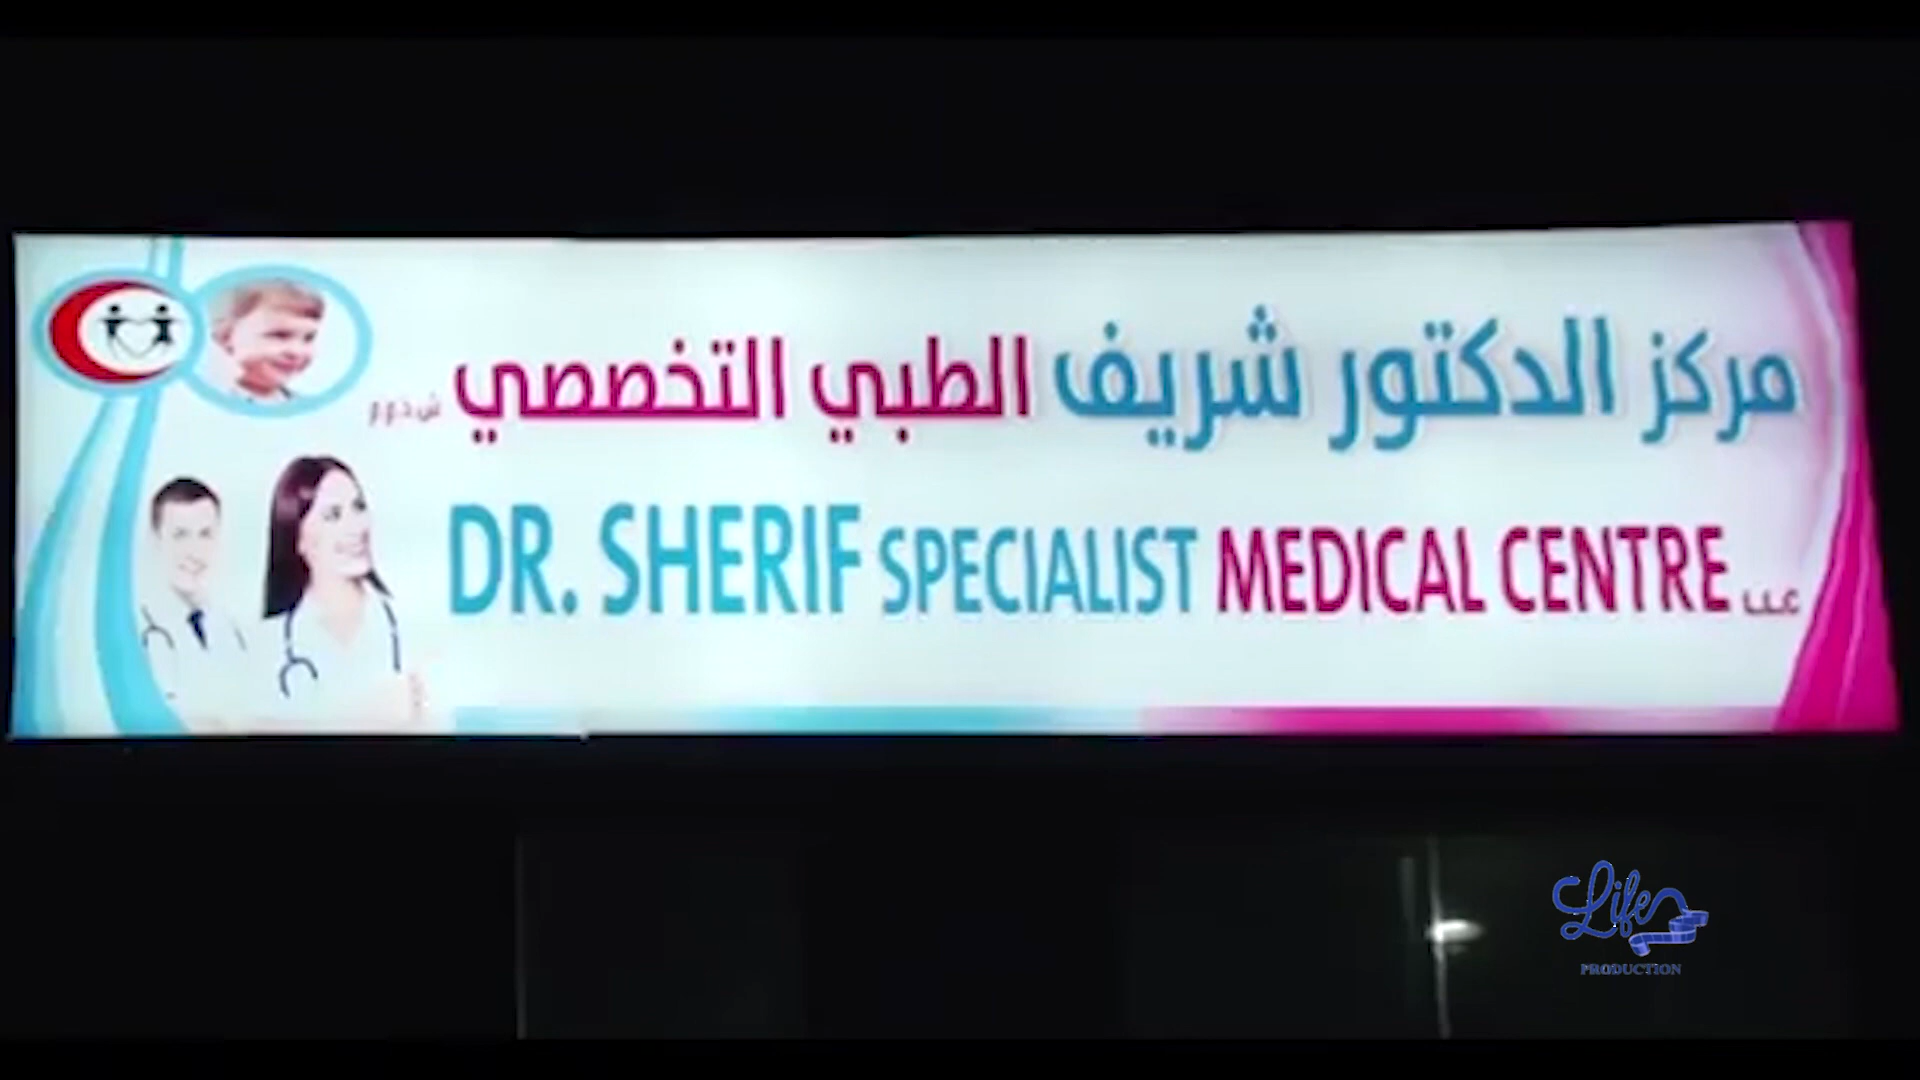 مركز الدكتور شريف الطبي التخصصي ش ذ م م
DR. SHERIF SPECIALIST MEDICAL CENTRE
Life
PRODUCTION